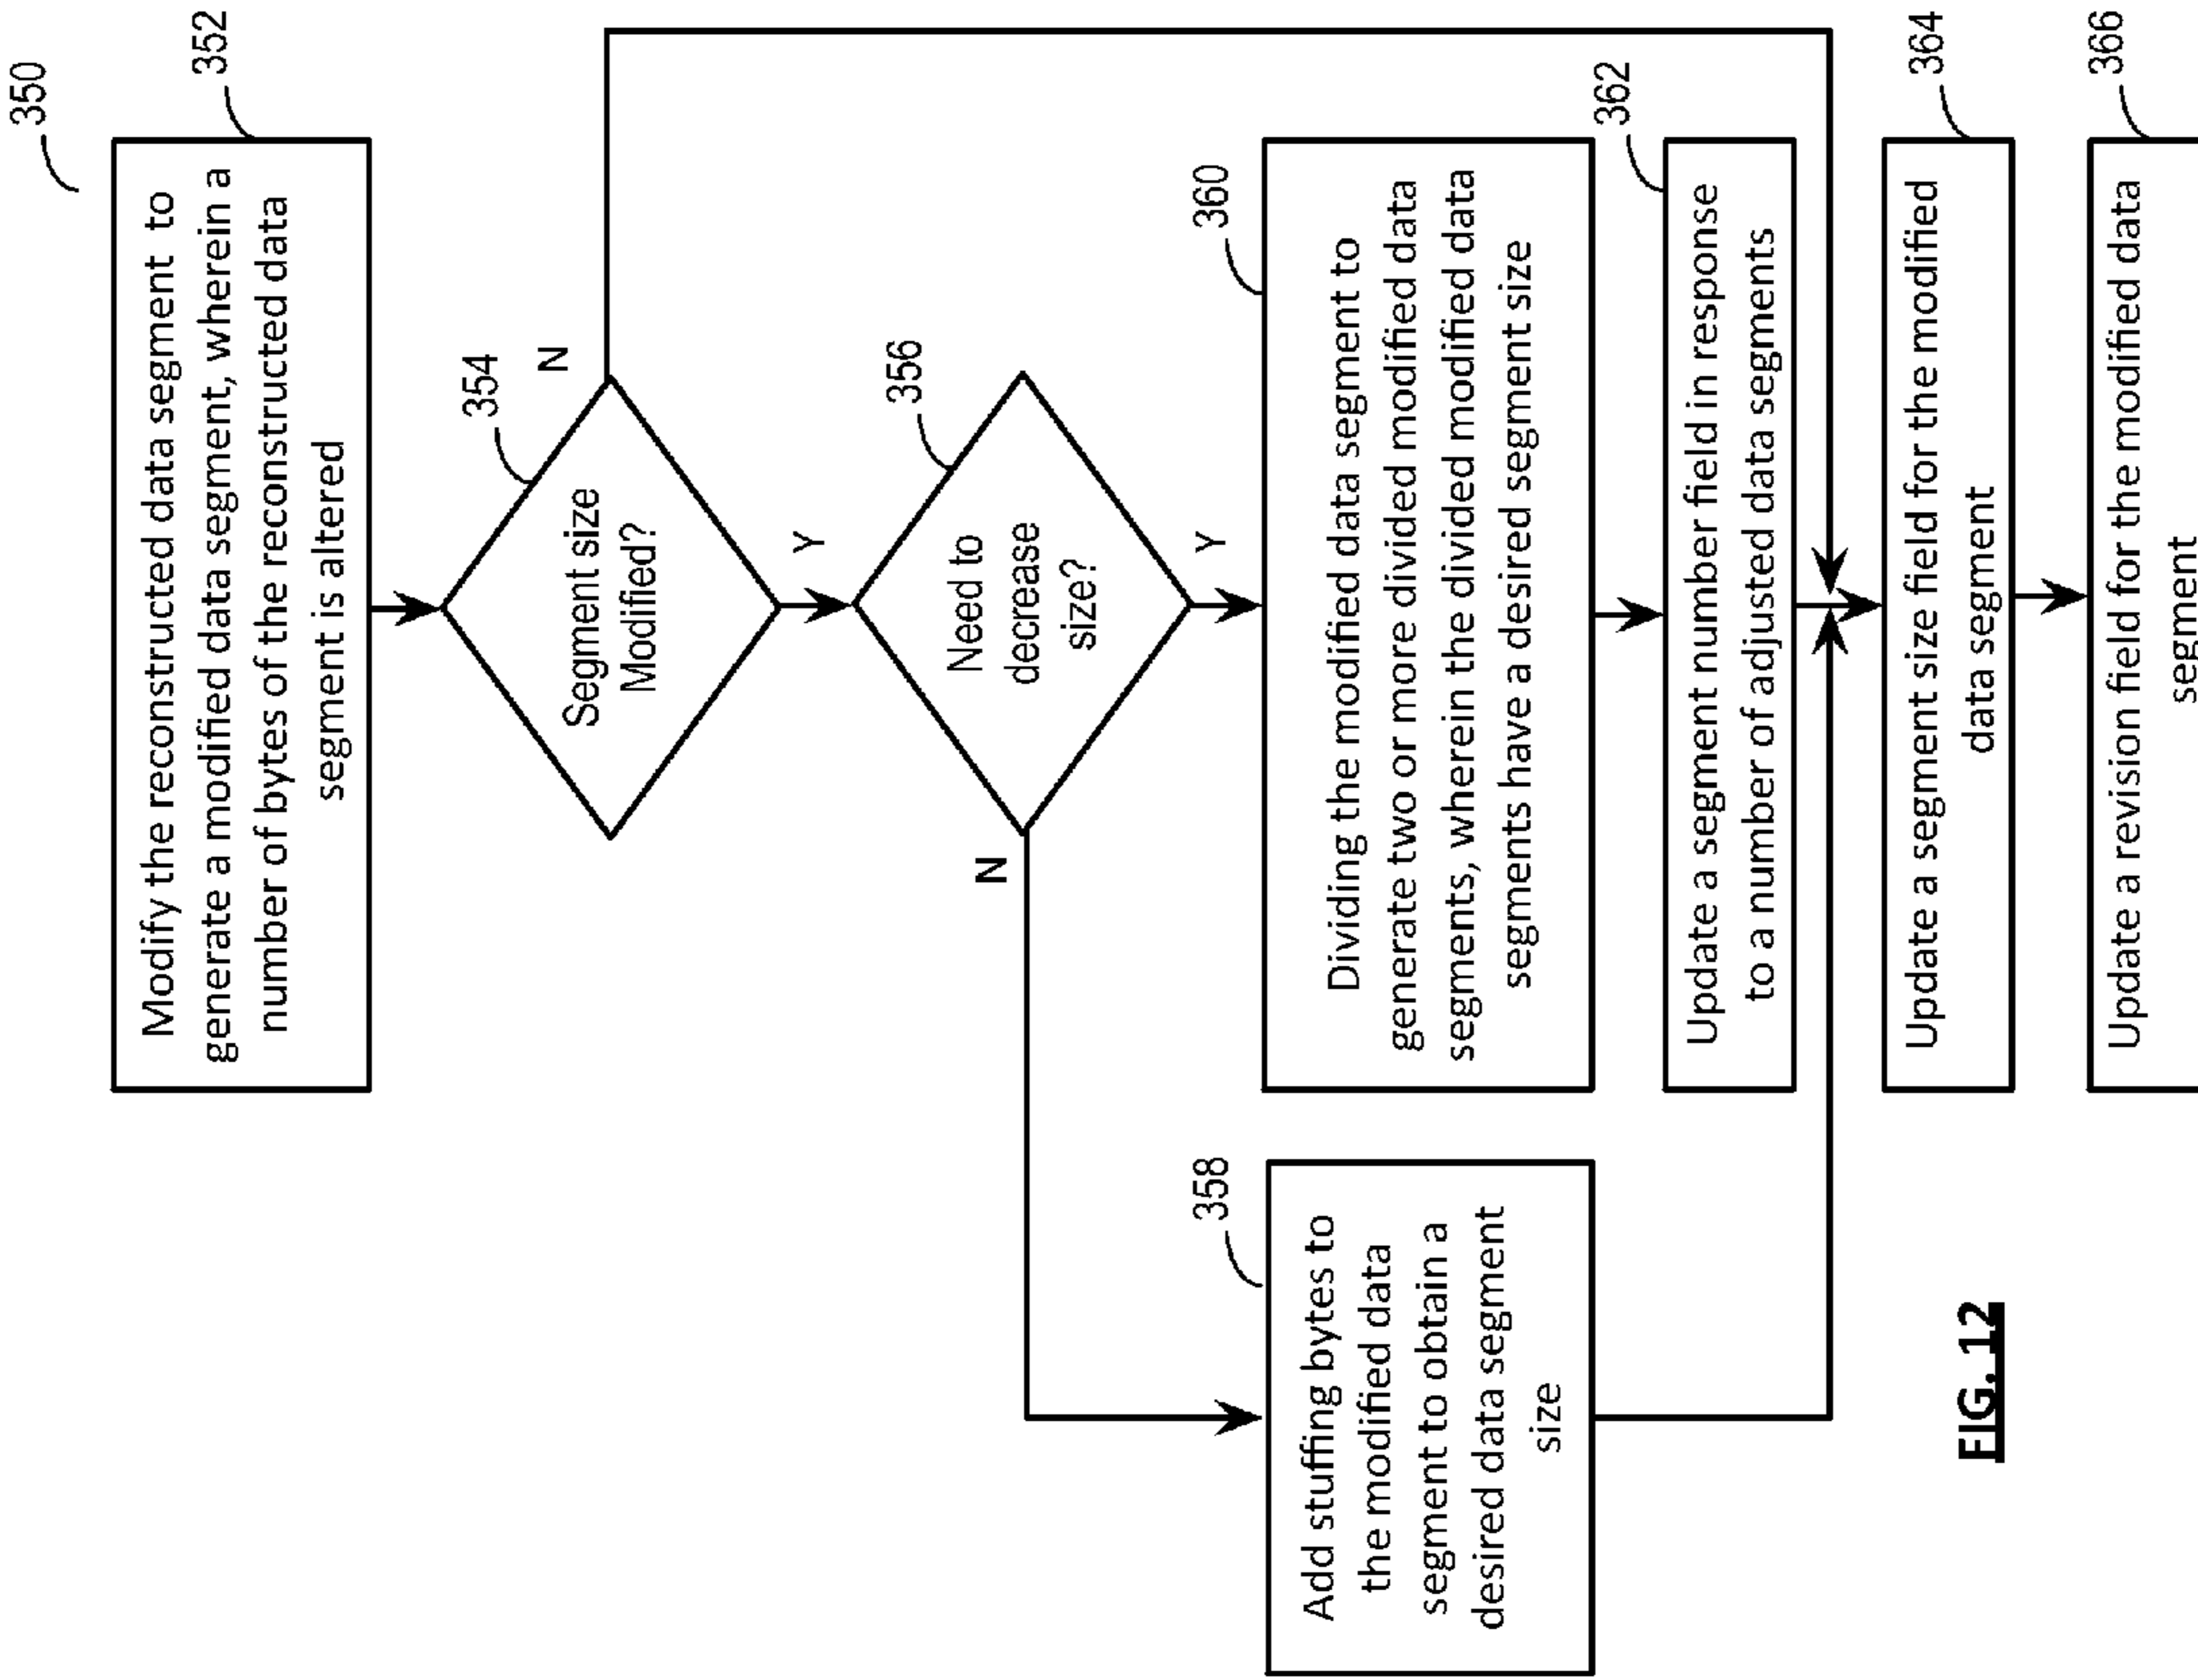 350
352
Modify the reconstructed data segment to
generate a modified data segment, wherein a
number of bytes of the reconstructed data
segment is altered
354
Segment size
Modified?
N
Y
356
Need to
decrease
size?
N
Y
358
Add stuffing bytes to
the modified data
segment to obtain a
desired data segment
size
360
Dividing the modified data segment to
generate two or more divided modified data
segments, wherein the divided modified data
segments have a desired segment size
362
Update a segment number field in response
to a number of adjusted data segments
364
Update a segment size field for the modified
data segment
366
Update a revision field for the modified data
segment
FIG. 12